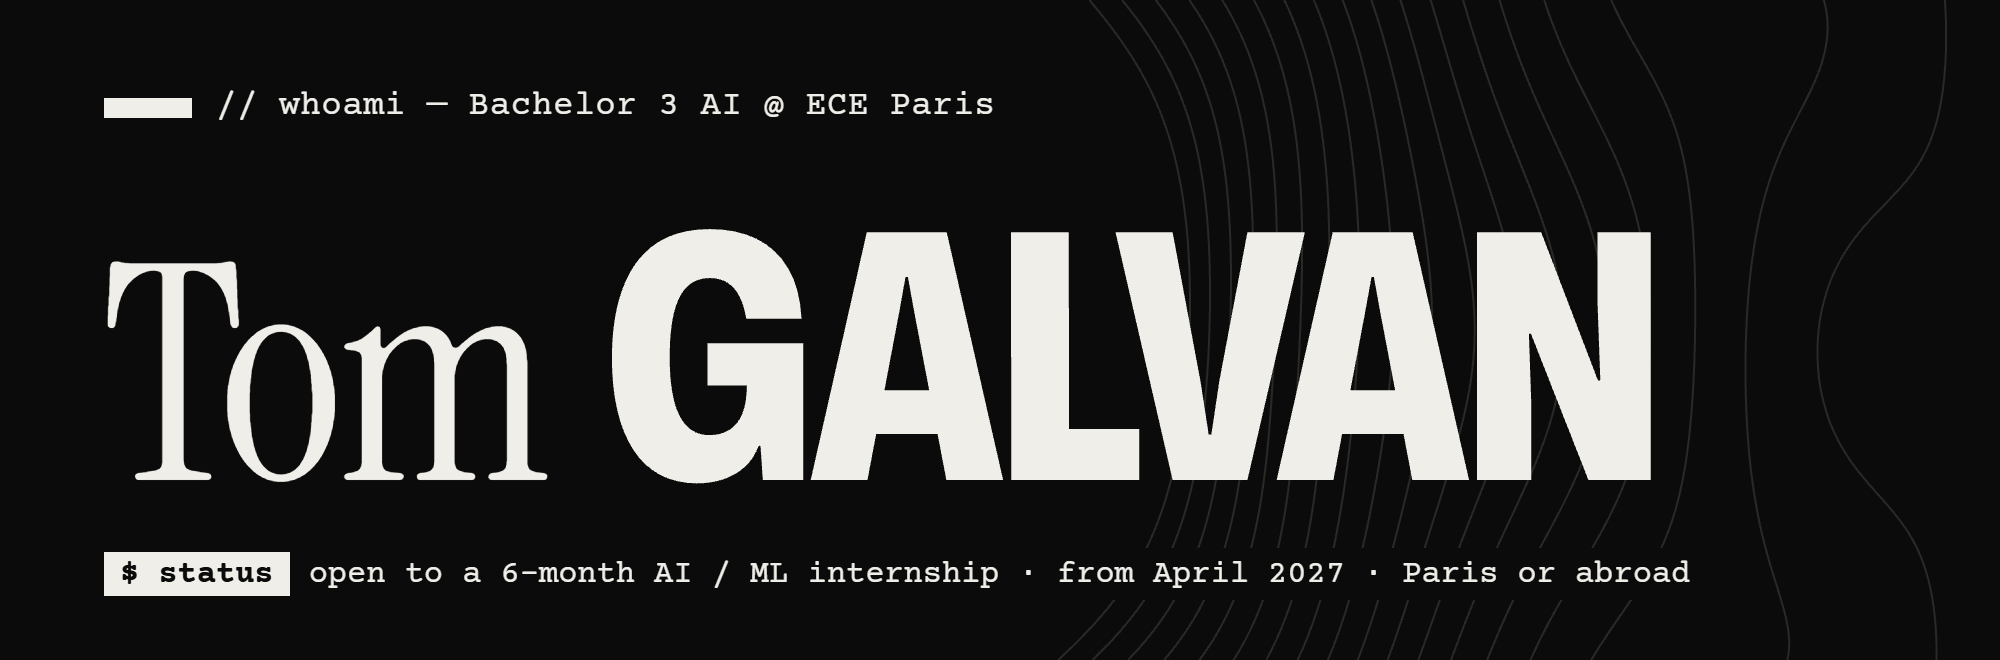 // whoami — Bachelor 3 AI @ ECE Paris
Tom GALVAN
$ status open to a 6-month AI / ML internship · from April 2027 · Paris or abroad